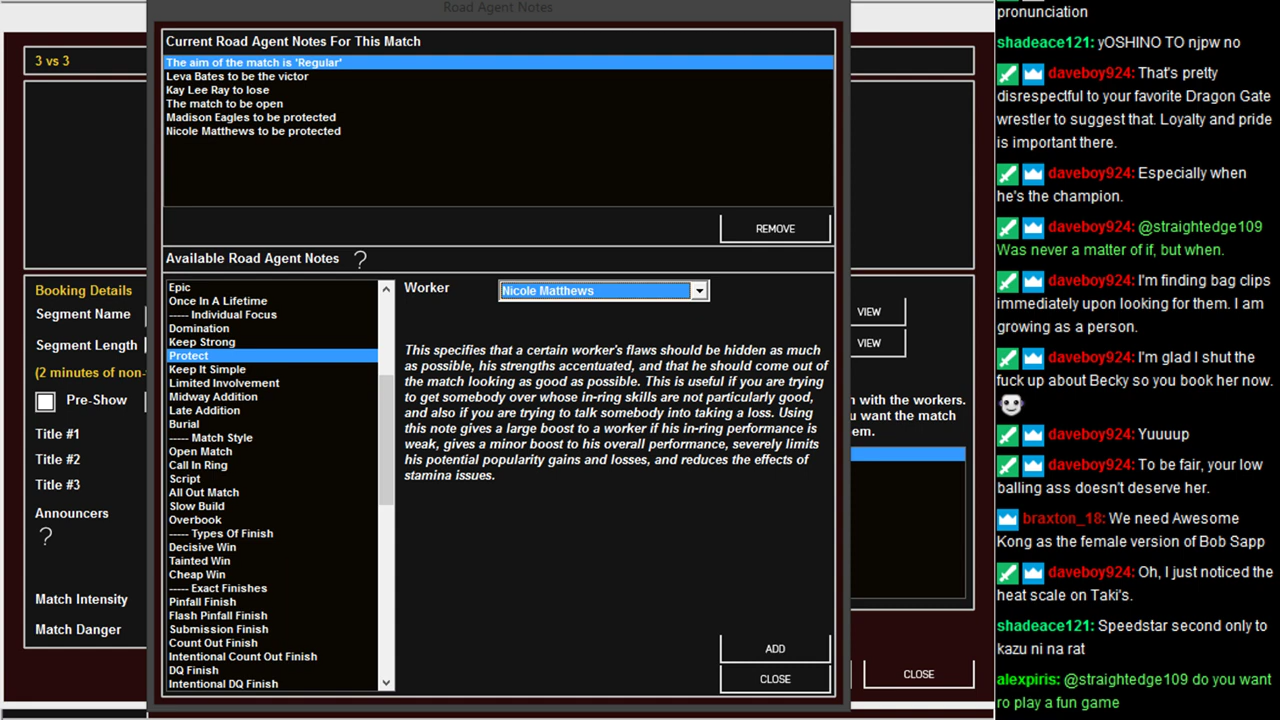 Road Agent Notes
Current Road Agent Notes For This Match
The aim of the match is 'Regular'
Leva Bates to be the victor
Kay Lee Ray to lose
The match to be open
Madison Eagles to be protected
Nicole Matthews to be protected
REMOVE
Available Road Agent Notes ?
Epic
Once In A Lifetime
----- Individual Focus
Domination
Keep Strong
Protect
Keep It Simple
Limited Involvement
Midway Addition
Late Addition
Burial
----- Match Style
Open Match
Call In Ring
Script
All Out Match
Slow Build
Overbook
----- Types Of Finish
Decisive Win
Tainted Win
Cheap Win
----- Exact Finishes
Pinfall Finish
Flash Pinfall Finish
Submission Finish
Count Out Finish
Intentional Count Out Finish
DQ Finish
Intentional DQ Finish
Worker
Nicole Matthews
This specifies that a certain worker's flaws should be hidden as much
as possible, his strengths accentuated, and that he should come out of
the match looking as good as possible. This is useful if you are trying
to get somebody over whose in-ring skills are not particularly good,
and also if you are trying to talk somebody into taking a loss. Using
this note gives a large boost to a worker if his in-ring performance is
weak, gives a minor boost to his overall performance, severely limits
his potential popularity gains and losses, and reduces the effects of
stamina issues.
ADD
CLOSE
3 vs 3
Booking Details
Segment Name
Segment Length
(2 minutes of non-
Pre-Show
Title #1
Title #2
Title #3
Announcers
?
Match Intensity
Match Danger
VIEW
VIEW
n with the workers.
u want the match
em.
CLOSE
pronunciation
shadeace121: yOSHINO TO njpw no
daveboy924: That's pretty
disrespectful to your favorite Dragon Gate
wrestler to suggest that. Loyalty and pride
is important there.
daveboy924: Especially when
he's the champion.
daveboy924: @straightedge109
Was never a matter of if, but when.
daveboy924: I'm finding bag clips
immediately upon looking for them. I am
growing as a person.
daveboy924: I'm glad I shut the
fuck up about Becky so you book her now.
daveboy924: Yuuuup
daveboy924: To be fair, your low
balling ass doesn't deserve her.
braxton_18: We need Awesome
Kong as the female version of Bob Sapp
daveboy924: Oh, I just noticed the
heat scale on Taki's.
shadeace121: Speedstar second only to
kazu ni na rat
alexpiris: @straightedge109 do you want
ro play a fun game